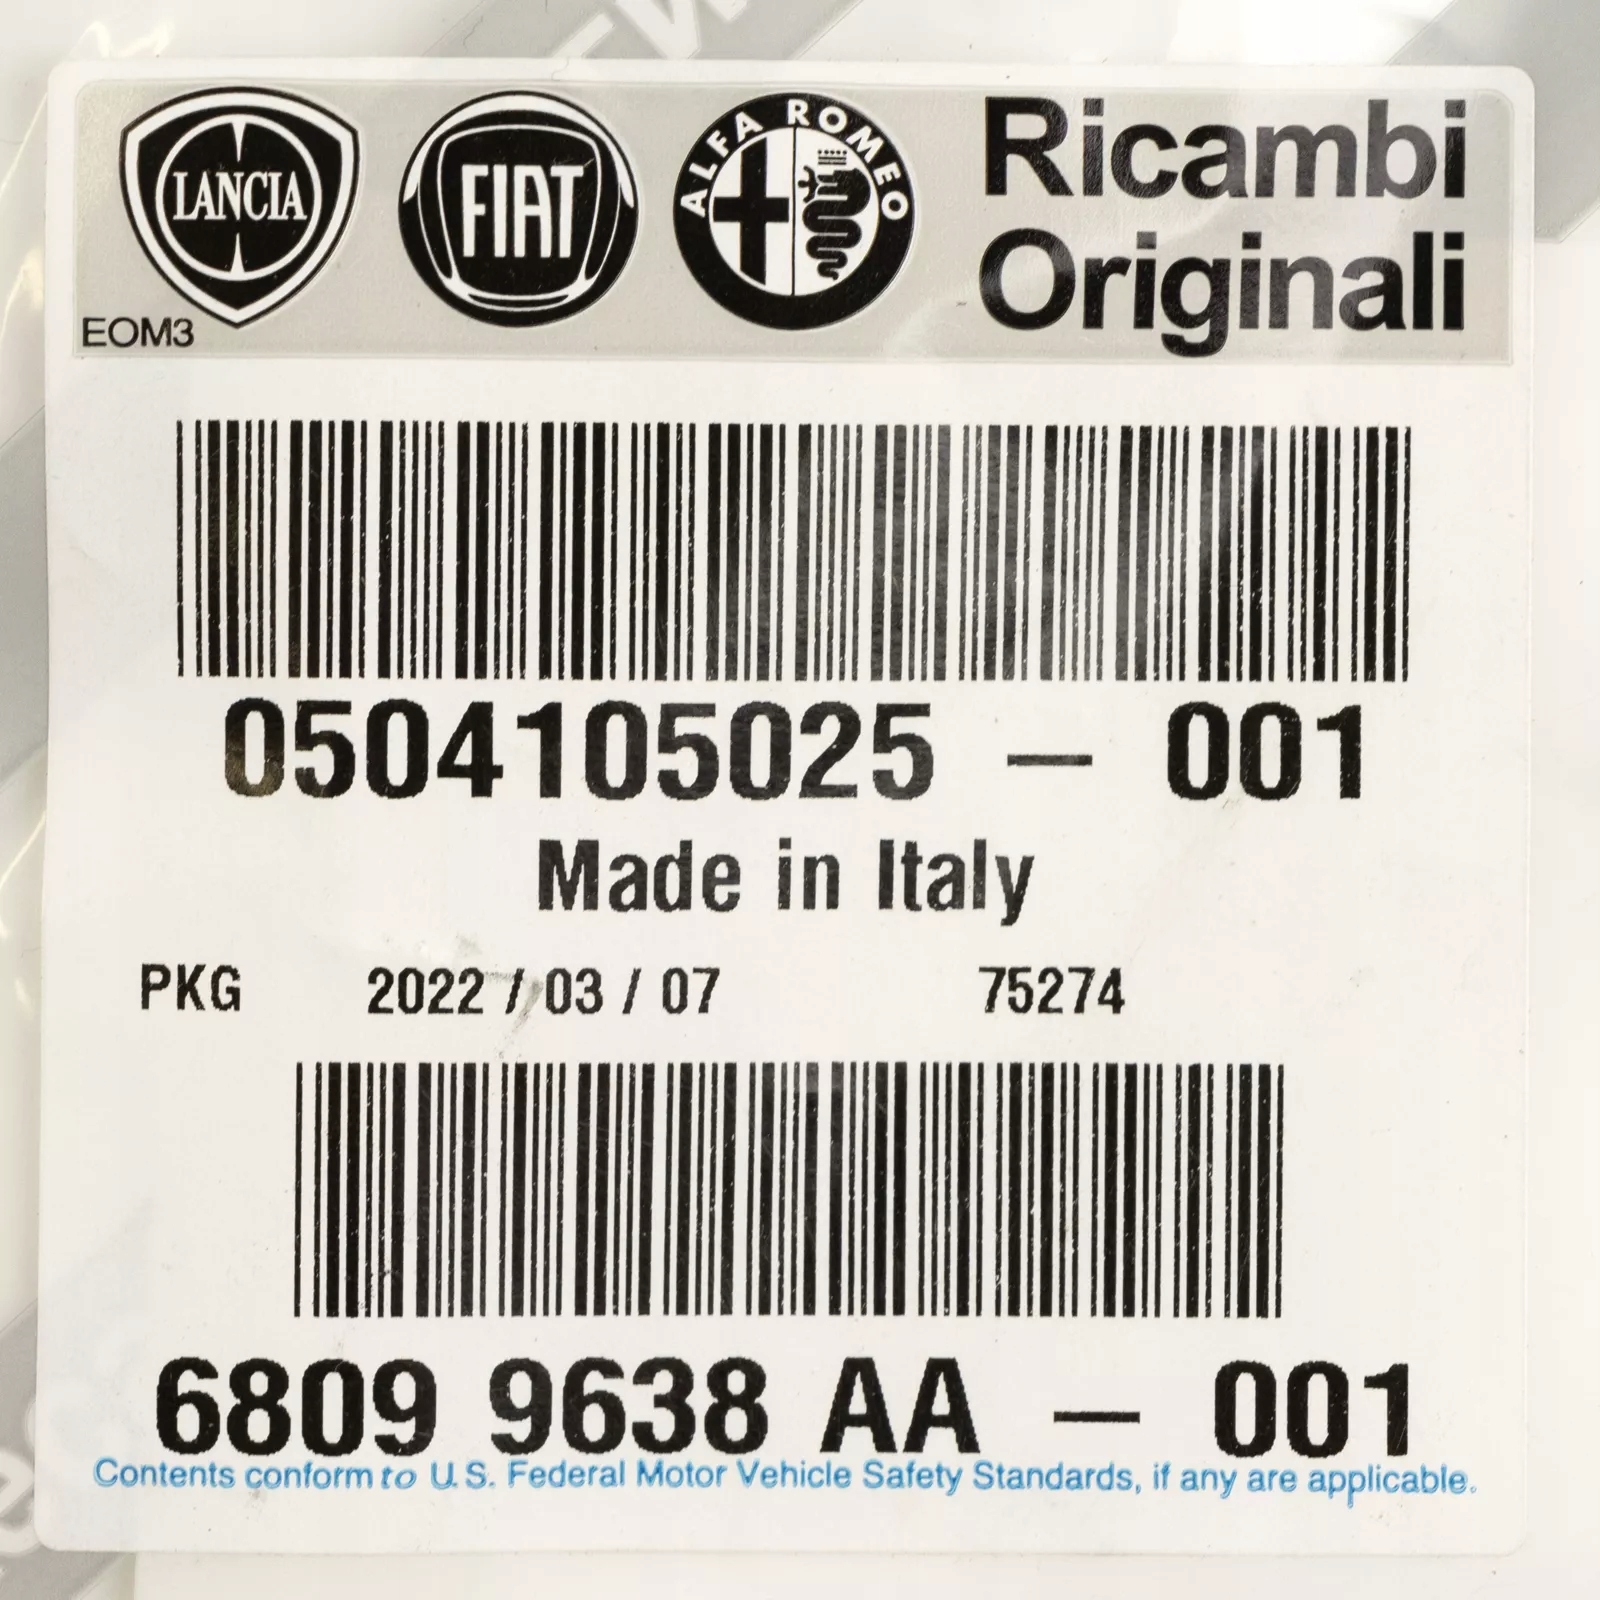 LANCIA
FIAT
ALFA ROMEO
Ricambi
Originali
EOM3
0504105025 – 001
Made in Italy
PKG 2022 / 03 / 07 75274
6809 9638 AA – 001
Contents conform to U.S. Federal Motor Vehicle Safety Standards, if any are applicable.